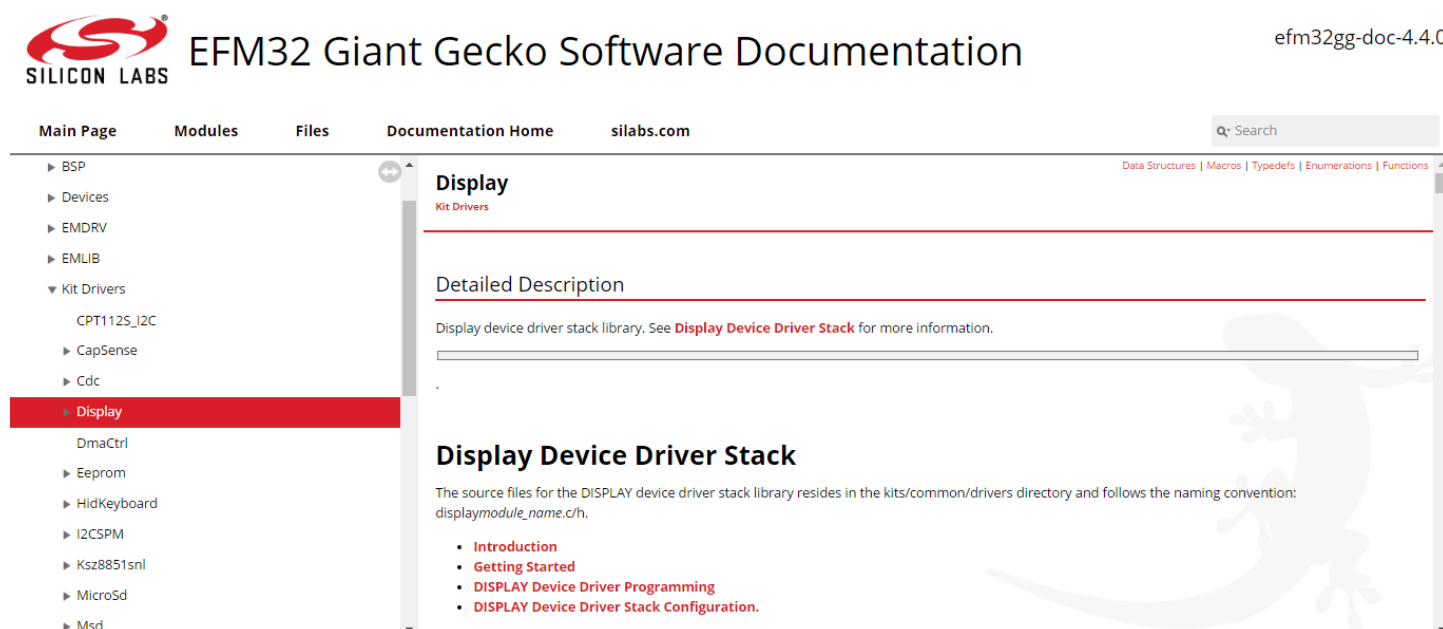 SILICON LABS
EFM32 Giant Gecko Software Documentation
efm32gg-doc-4.4.0
Main Page Modules Files Documentation Home silabs.com
Search
BSP
Devices
EMDRV
EMLIB
Kit Drivers
CPT112S_I2C
CapSense
Cdc
Display
DmaCtrl
Eeprom
HidKeyboard
I2CSPM
Ksz8851snl
MicroSd
Msd
Data Structures | Macros | Typedefs | Enumerations | Functions
Display
Kit Drivers
Detailed Description
Display device driver stack library. See Display Device Driver Stack for more information.
.
Display Device Driver Stack
The source files for the DISPLAY device driver stack library resides in the kits/common/drivers directory and follows the naming convention:
displaymodule_name.c/h.
• Introduction
• Getting Started
• DISPLAY Device Driver Programming
• DISPLAY Device Driver Stack Configuration.